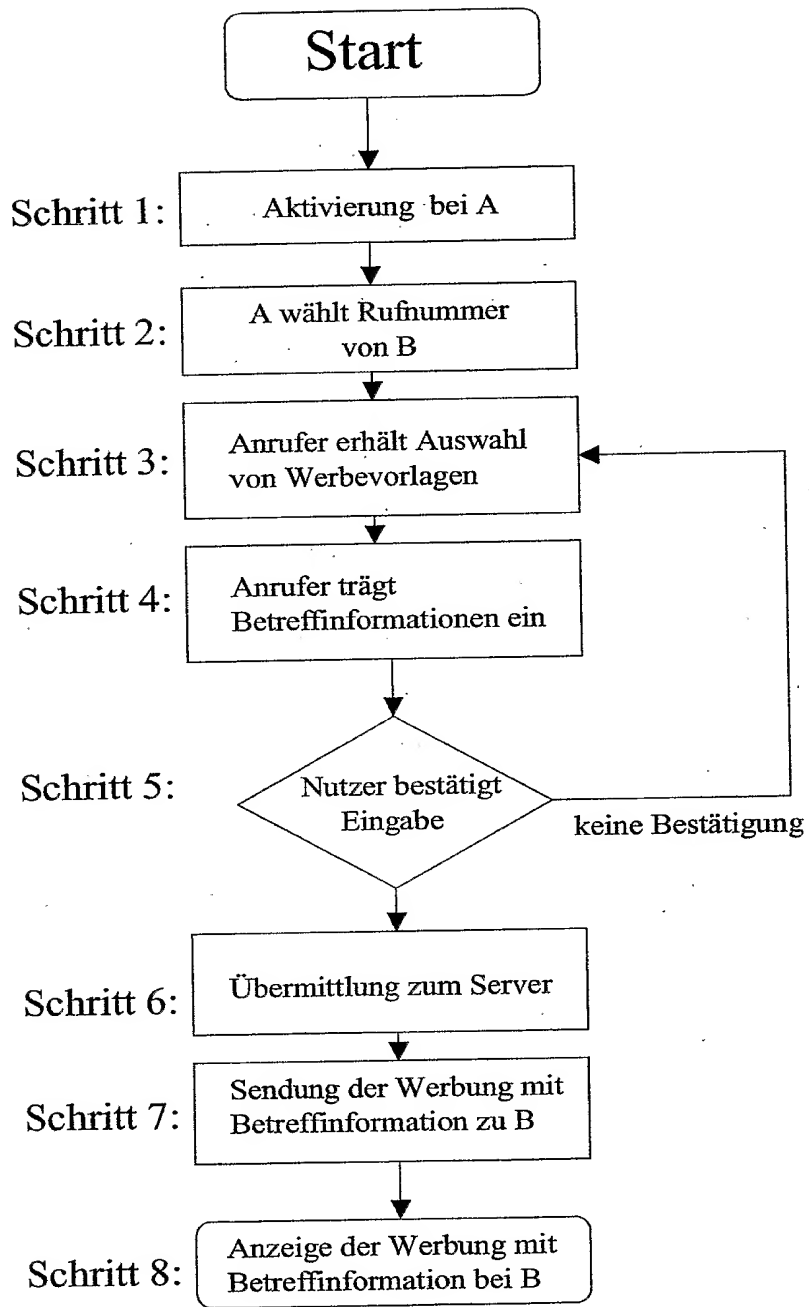 Start
Schritt 1:
Aktivierung bei A
Schritt 2:
A wählt Rufnummer
von B
Schritt 3:
Anrufer erhält Auswahl
von Werbevorlagen
Schritt 4:
Anrufer trägt
Betreffinformationen ein
Schritt 5:
Nutzer bestätigt
Eingabe
keine Bestätigung
Schritt 6:
Übermittlung zum Server
Schritt 7:
Sendung der Werbung mit
Betreffinformation zu B
Schritt 8:
Anzeige der Werbung mit
Betreffinformation bei B